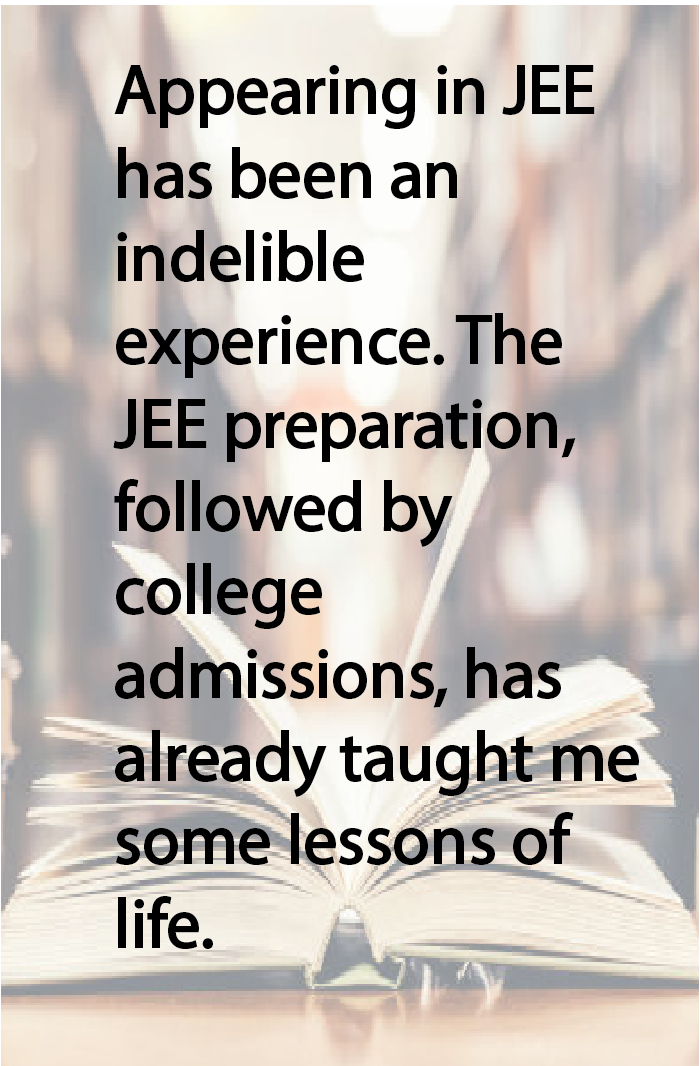 Appearing in JEE
has been an
indelible
experience. The
JEE preparation,
followed by
college
admissions, has
already taught me
some lessons of
life.